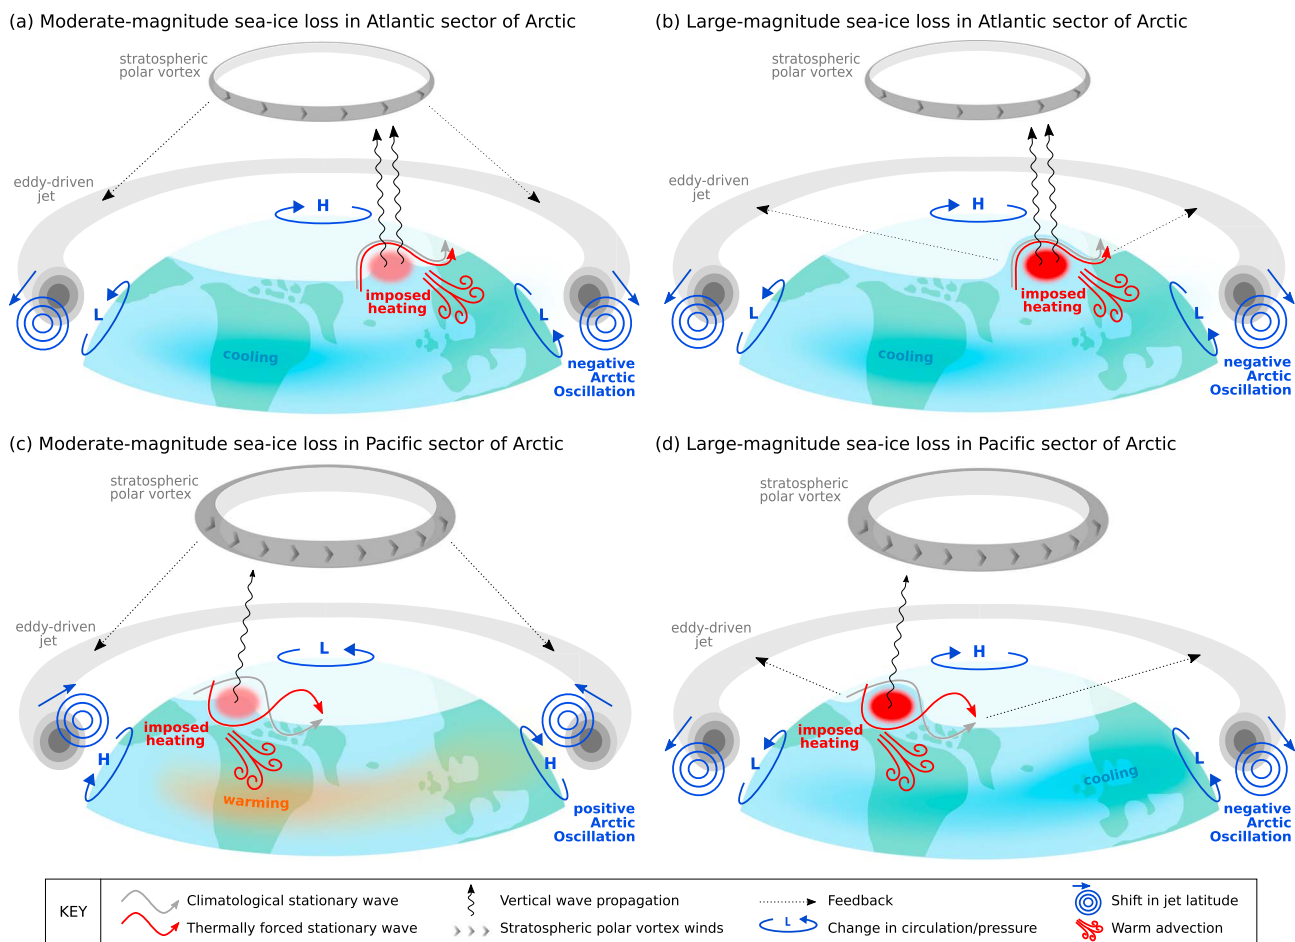 (a) Moderate-magnitude sea-ice loss in Atlantic sector of Arctic
stratospheric
polar vortex
eddy-driven
jet
H
L
L
imposed
heating
cooling
negative
Arctic
Oscillation
(b) Large-magnitude sea-ice loss in Atlantic sector of Arctic
stratospheric
polar vortex
eddy-driven
jet
H
L
L
imposed
heating
cooling
negative
Arctic
Oscillation
(c) Moderate-magnitude sea-ice loss in Pacific sector of Arctic
stratospheric
polar vortex
eddy-driven
jet
L
H
H
imposed
heating
warming
positive
Arctic
Oscillation
(d) Large-magnitude sea-ice loss in Pacific sector of Arctic
stratospheric
polar vortex
eddy-driven
jet
H
L
L
imposed
heating
cooling
negative
Arctic
Oscillation
KEY
Climatological stationary wave
Thermally forced stationary wave
Vertical wave propagation
Stratospheric polar vortex winds
Feedback
L
Change in circulation/pressure
Shift in jet latitude
Warm advection